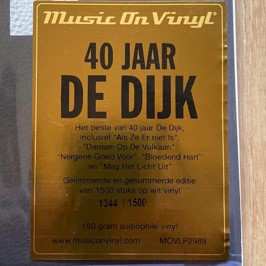 Music On Vinyl
40 JAAR
DE DIJK
Het beste van 40 jaar De Dijk,
inclusief "Als Ze Er niet Is",
"Dansen Op De Vulkaan",
"Nergens Goed Voor", "Bloedend Hart"
en "Mag Het Licht Uit"
Gelimiteerde en genummerde editie
van 1500 stuks op wit vinyl
1344 / 1500
180 gram audiophile vinyl
www.musiconvinyl.com MOVLP2989